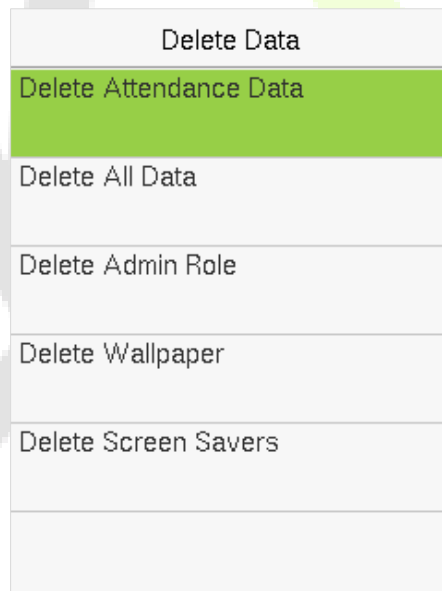 Delete Data
Delete Attendance Data
Delete All Data
Delete Admin Role
Delete Wallpaper
Delete Screen Savers